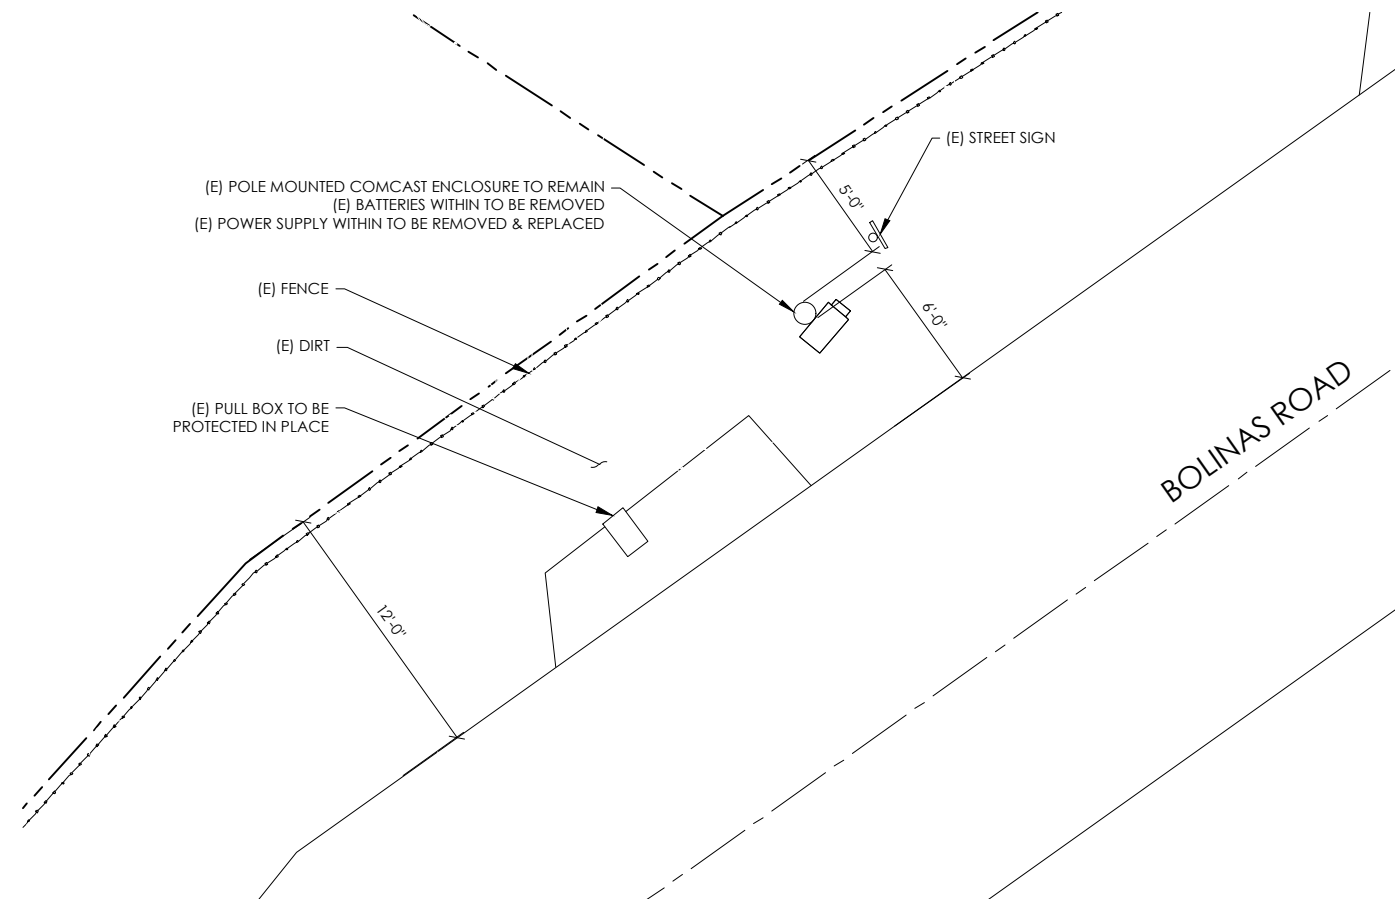 (E) STREET SIGN
(E) POLE MOUNTED COMCAST ENCLOSURE TO REMAIN
(E) BATTERIES WITHIN TO BE REMOVED
(E) POWER SUPPLY WITHIN TO BE REMOVED & REPLACED
5'-0"
(E) FENCE
6'-0"
(E) DIRT
(E) PULL BOX TO BE
PROTECTED IN PLACE
BOLINAS ROAD
12'-0"